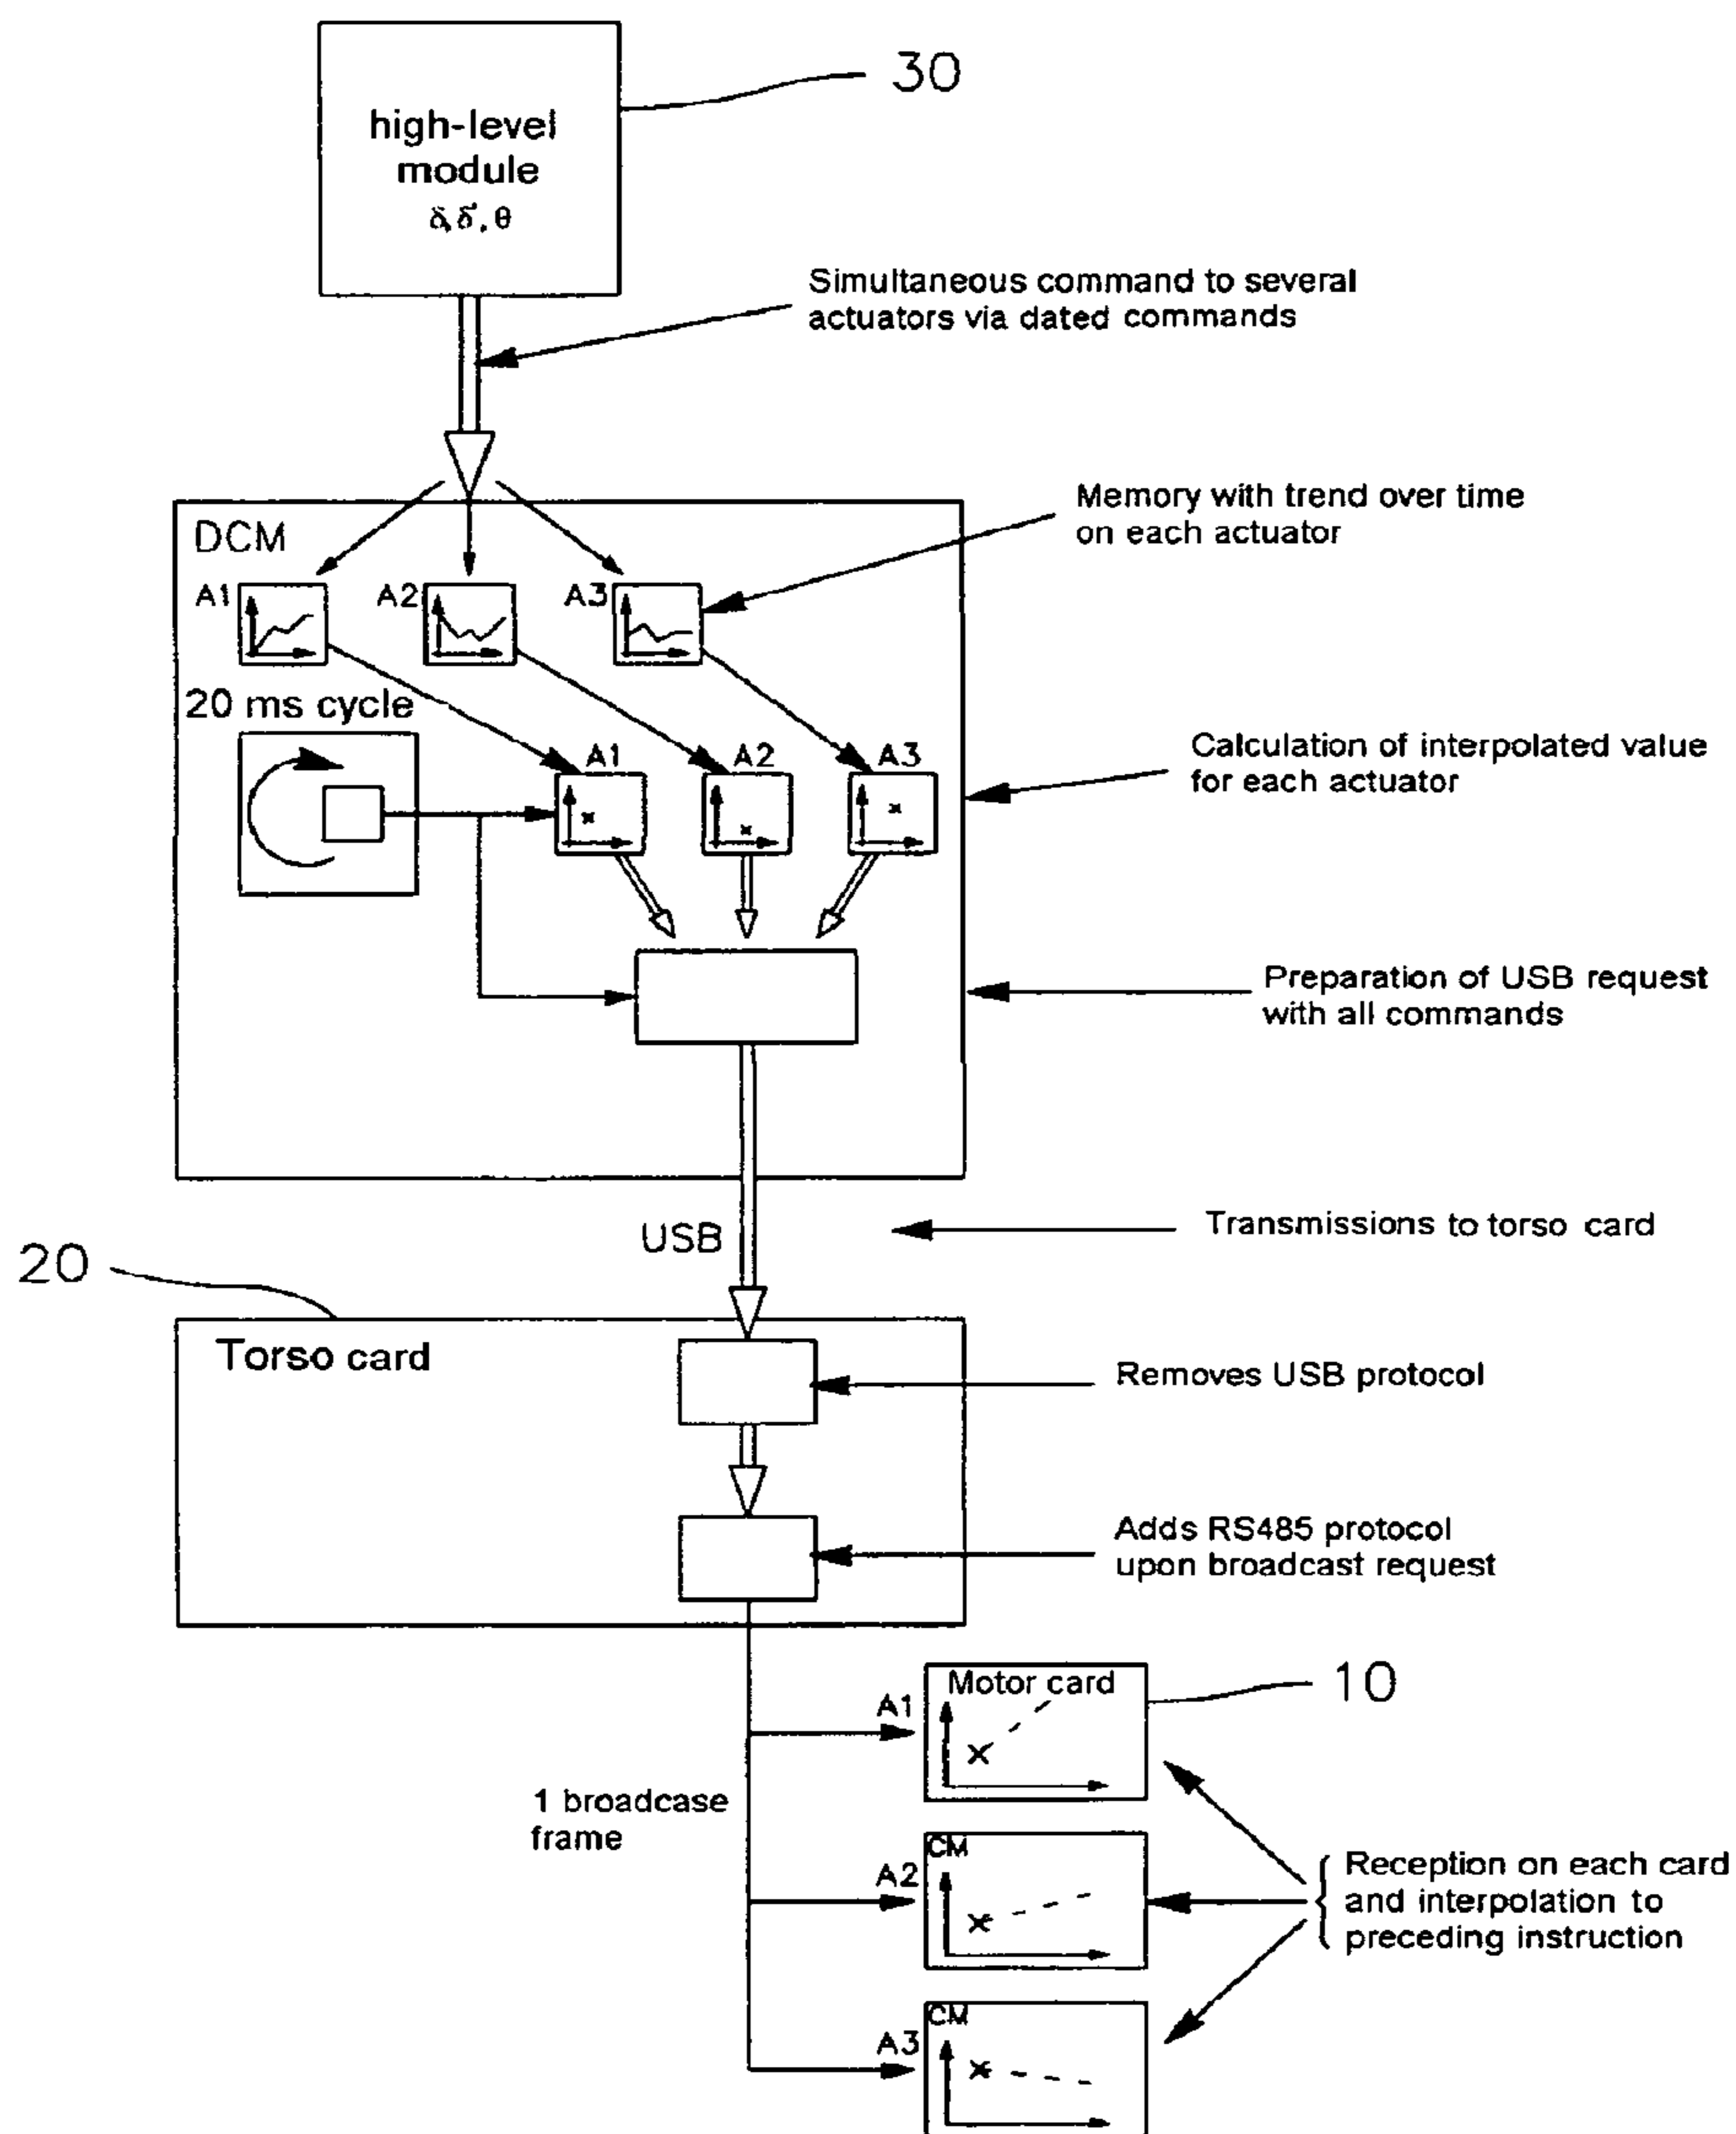 30
high-level
module
Simultaneous command to several
actuators via dated commands
DCM
Memory with trend over time
on each actuator
A1
A2
A3
20 ms cycle
A1
A2
A3
Calculation of interpolated value
for each actuator
Preparation of USB request
with all commands
USB
Transmissions to torso card
20
Torso card
Removes USB protocol
Adds RS485 protocol
upon broadcast request
Motor card
10
A1
1 broadcase
frame
CM
A2
Reception on each card
and interpolation to
preceding instruction
CM
A3